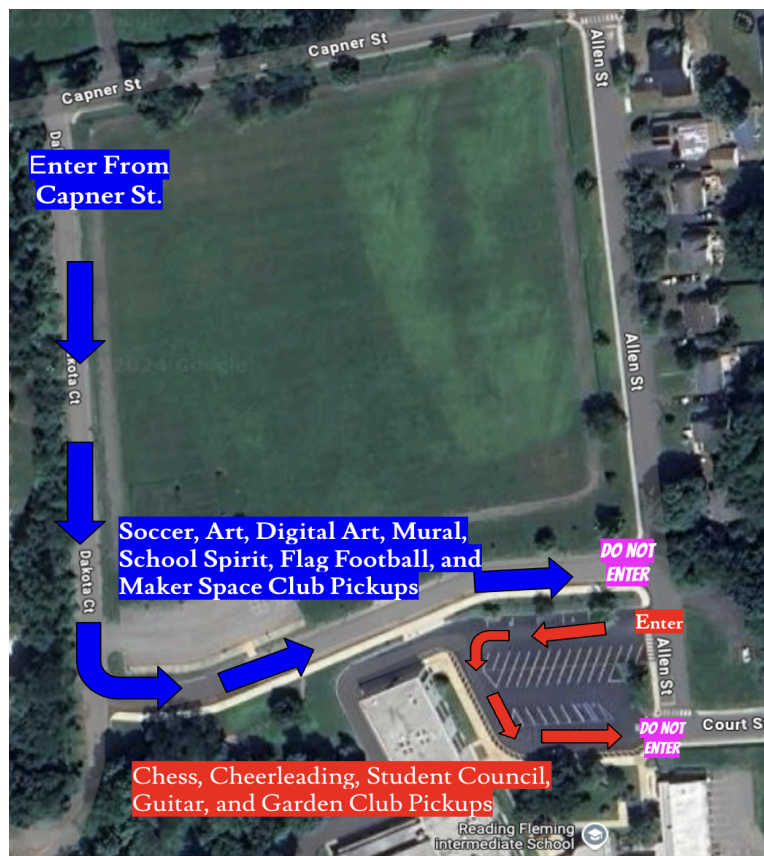 Capner St
Allen St
Capner St
Enter From
Capner St.
kota Ct
Allen St
Soccer, Art, Digital Art, Mural,
School Spirit, Flag Football, and
Maker Space Club Pickups
DO NOT
ENTER
Dakota Ct
Enter
Allen St
Court S
DO NOT
ENTER
Chess, Cheerleading, Student Council,
Guitar, and Garden Club Pickups
Reading Fleming
Intermediate School